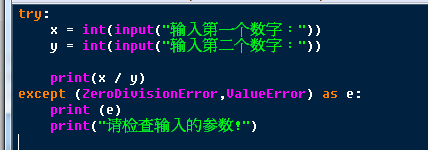 try:
    x = int(input("输入第一个数字："))
    y = int(input("输入第二个数字："))
    print(x / y)
except (ZeroDivisionError,ValueError) as e:
    print (e)
    print("请检查输入的参数!")